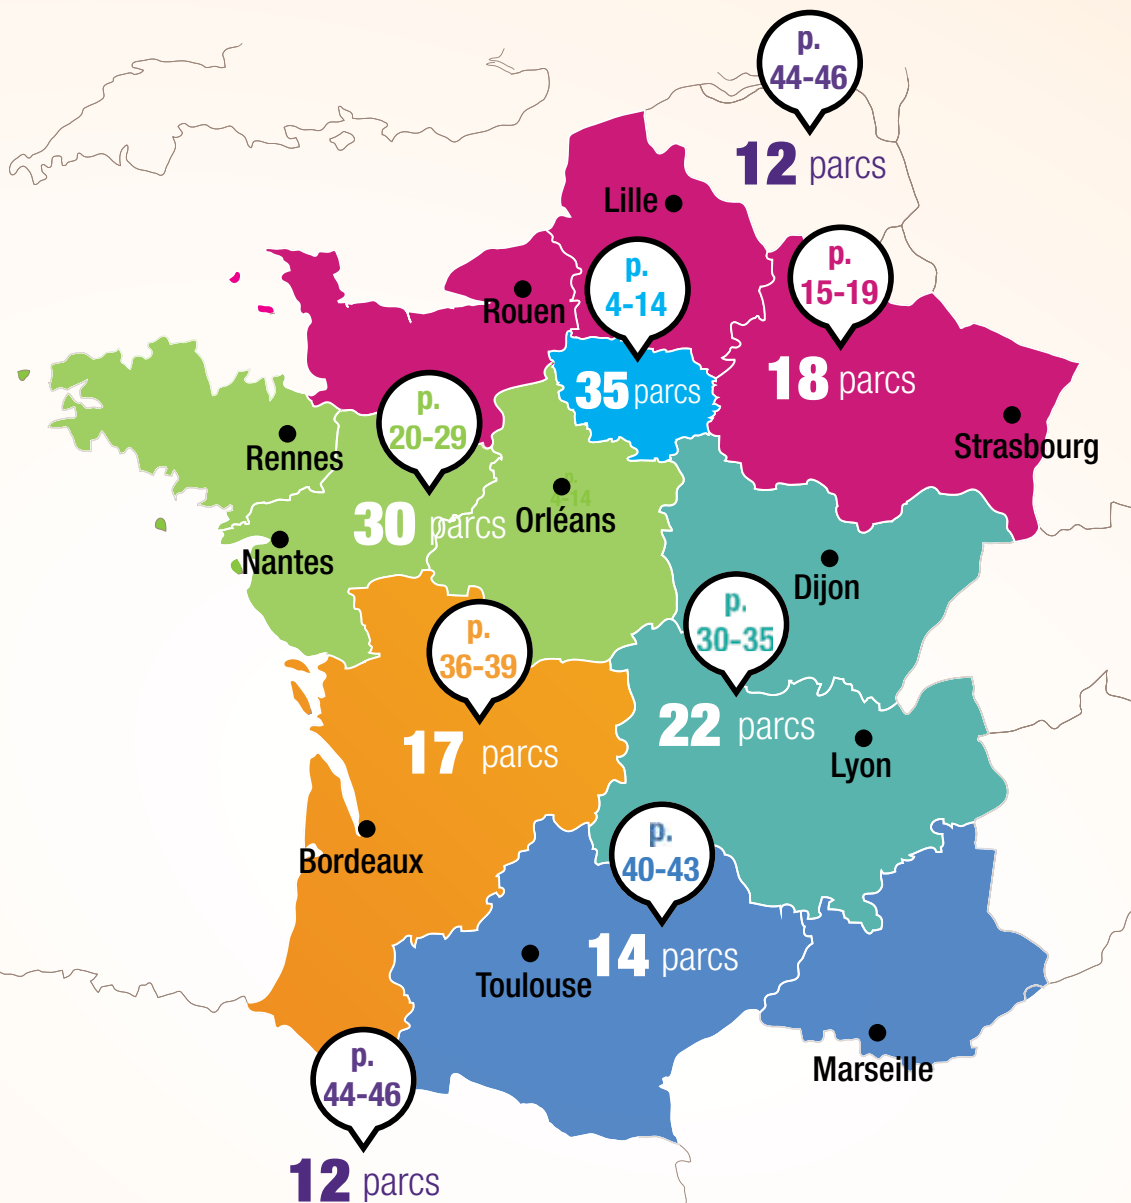 p.
44-46
12 parcs
Lille
p.
4-14
p.
15-19
Rouen
35 parcs
18 parcs
p.
20-29
Rennes
Strasbourg
p.
4-14
30 parcs
Orléans
Nantes
Dijon
p.
30-35
p.
36-39
22 parcs
17 parcs
Lyon
p.
40-43
Bordeaux
14 parcs
Toulouse
Marseille
p.
44-46
12 parcs